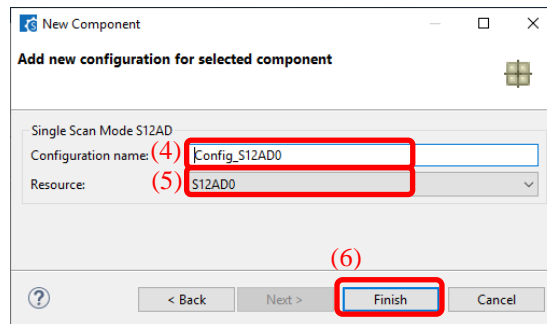 New Component
Add new configuration for selected component
Single Scan Mode S12AD
Configuration name: (4) Config_S12AD0
Resource: (5) S12AD0
(6)
? < Back Next > Finish Cancel